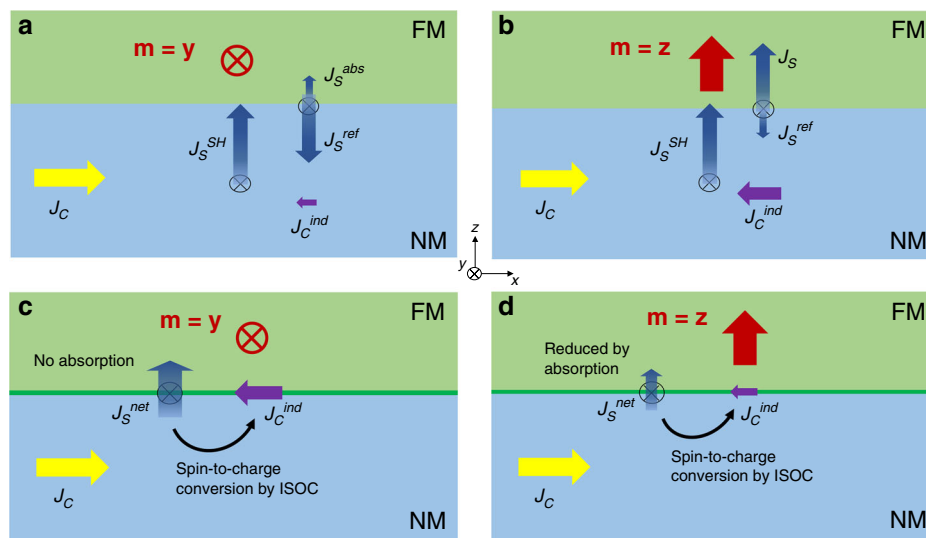 a
FM
m = y
J_S^abs
J_S^SH
J_S^ref
J_C
J_C^ind
NM
b
FM
m = z
J_S
J_S^SH
J_S^ref
J_C
J_C^ind
NM
z
y
x
c
FM
m = y
No absorption
J_S^net
J_C^ind
Spin-to-charge
conversion by ISOC
J_C
NM
d
FM
m = z
Reduced by
absorption
J_S^net
J_C^ind
Spin-to-charge
conversion by ISOC
J_C
NM